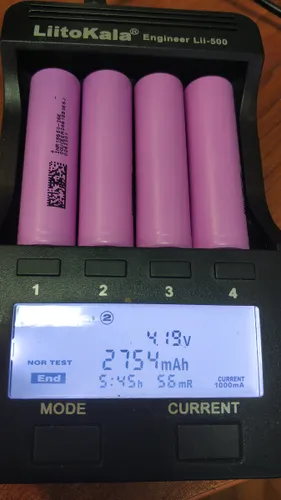 LiitoKala® Engineer Lii-500
1 2 3 4
②
4.19v
NOR TEST 2754mAh
End 5:45h 56mR CURRENT 1000mA
MODE CURRENT